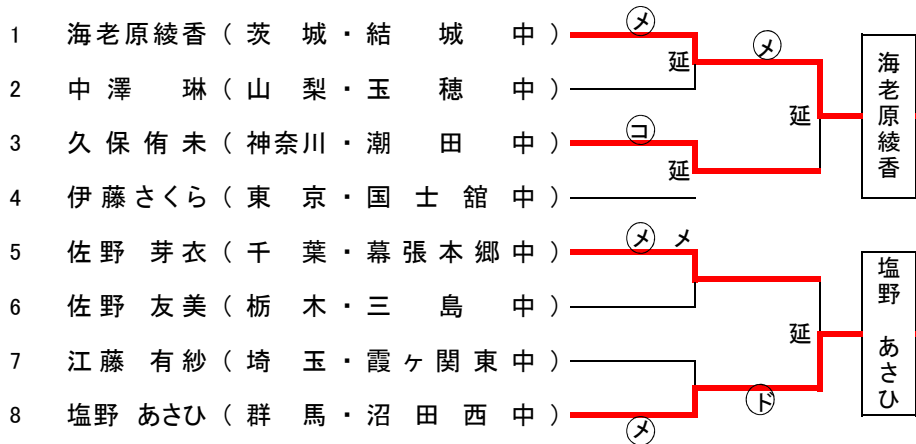 1 海老原綾香 ( 茨 城 ・ 結 城 中 ) メ
延 メ
2 中 澤 琳 ( 山 梨 ・ 玉 穂 中 )
延
海老原綾香
3 久 保 侑 未 ( 神奈川 ・ 潮 田 中 ) コ
延
4 伊 藤 さくら ( 東 京 ・ 国 士 舘 中 )
5 佐 野 芽 衣 ( 千 葉 ・ 幕 張 本 郷 中 ) メ メ
6 佐 野 友 美 ( 栃 木 ・ 三 島 中 )
延
塩野 あさひ
7 江 藤 有 紗 ( 埼 玉 ・ 霞 ヶ 関 東 中 )
ド
8 塩野 あさひ ( 群 馬 ・ 沼 田 西 中 ) メ